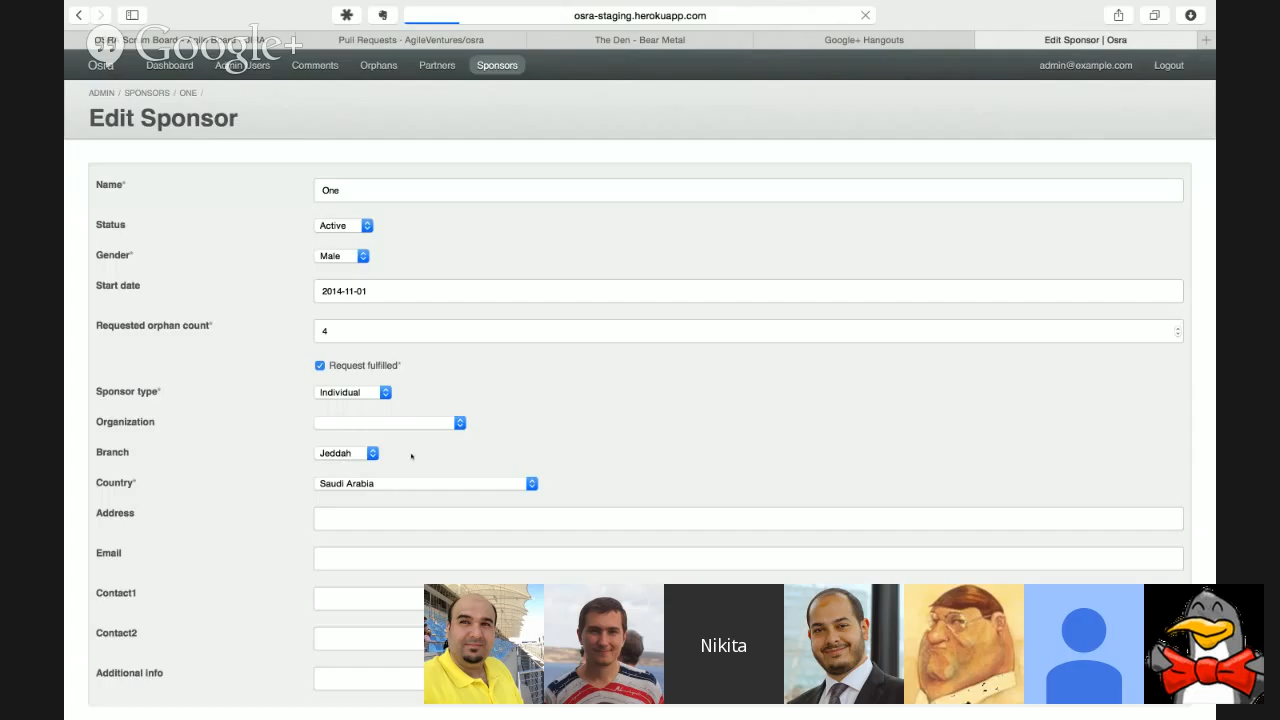 osra-staging.herokuapp.com
Pull Requests · AgileVentures/osra
The Den - Bear Metal
Google+ Hangouts
Edit Sponsor | Osra
Google+
Osra
Dashboard
Admin Users
Comments
Orphans
Partners
Sponsors
admin@example.com
Logout
ADMIN / SPONSORS / ONE /
Edit Sponsor
Name*
One
Status
Active
Gender*
Male
Start date
2014-11-01
Requested orphan count*
4
Request fulfilled*
Sponsor type*
Individual
Organization
Branch
Jeddah
Country*
Saudi Arabia
Address
Email
Contact1
Contact2
Additional info
Nikita